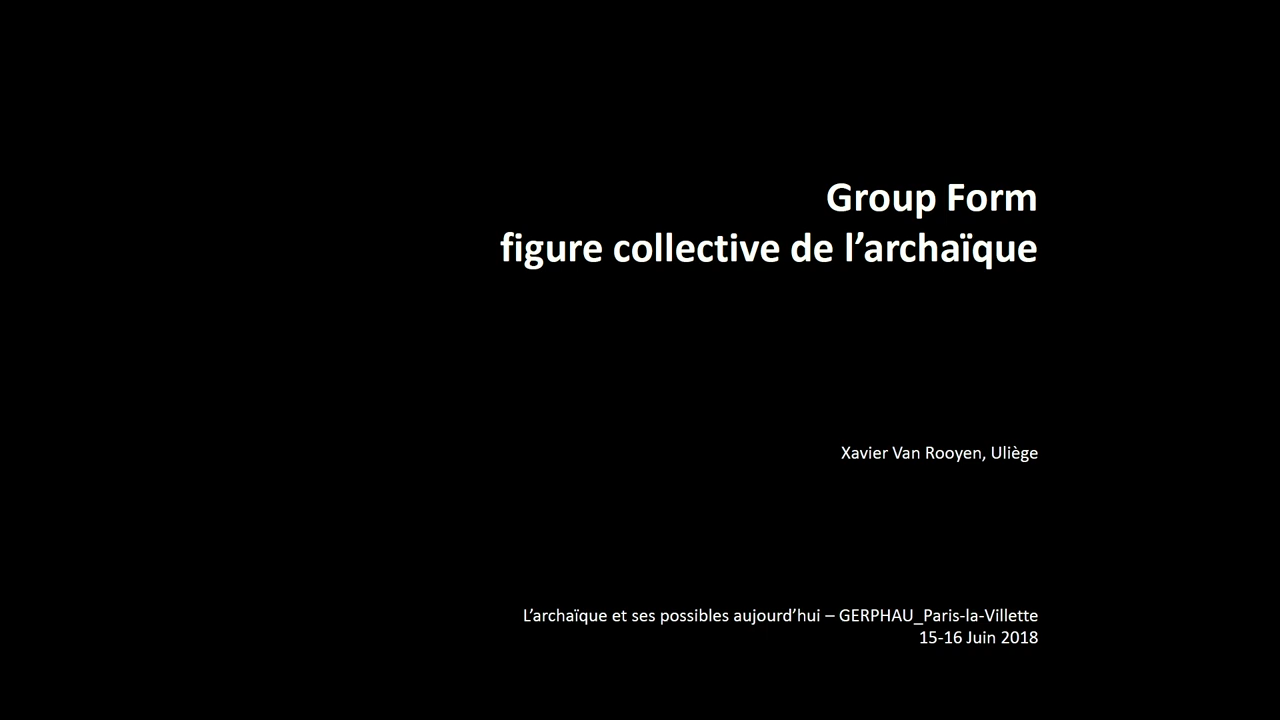 Group Form
figure collective de l’archaïque
Xavier Van Rooyen, Uliège
L’archaïque et ses possibles aujourd’hui – GERPHAU_Paris-la-Villette
15-16 Juin 2018